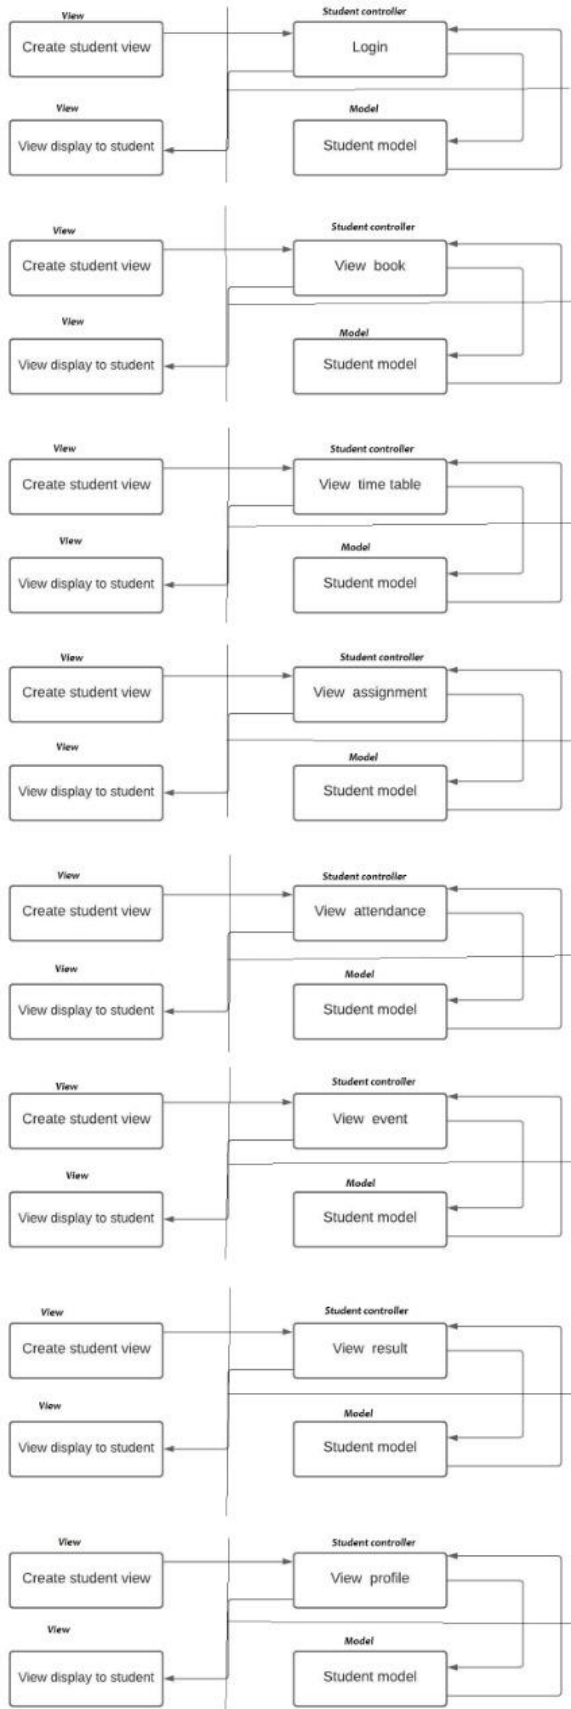 View
Student controller
Create student view
Login
View
Model
View display to student
Student model
View
Student controller
Create student view
View book
View
Model
View display to student
Student model
View
Student controller
Create student view
View time table
View
Model
View display to student
Student model
View
Student controller
Create student view
View assignment
View
Model
View display to student
Student model
View
Student controller
Create student view
View attendance
View
Model
View display to student
Student model
View
Student controller
Create student view
View event
View
Model
View display to student
Student model
View
Student controller
Create student view
View result
View
Model
View display to student
Student model
View
Student controller
Create student view
View profile
View
Model
View display to student
Student model